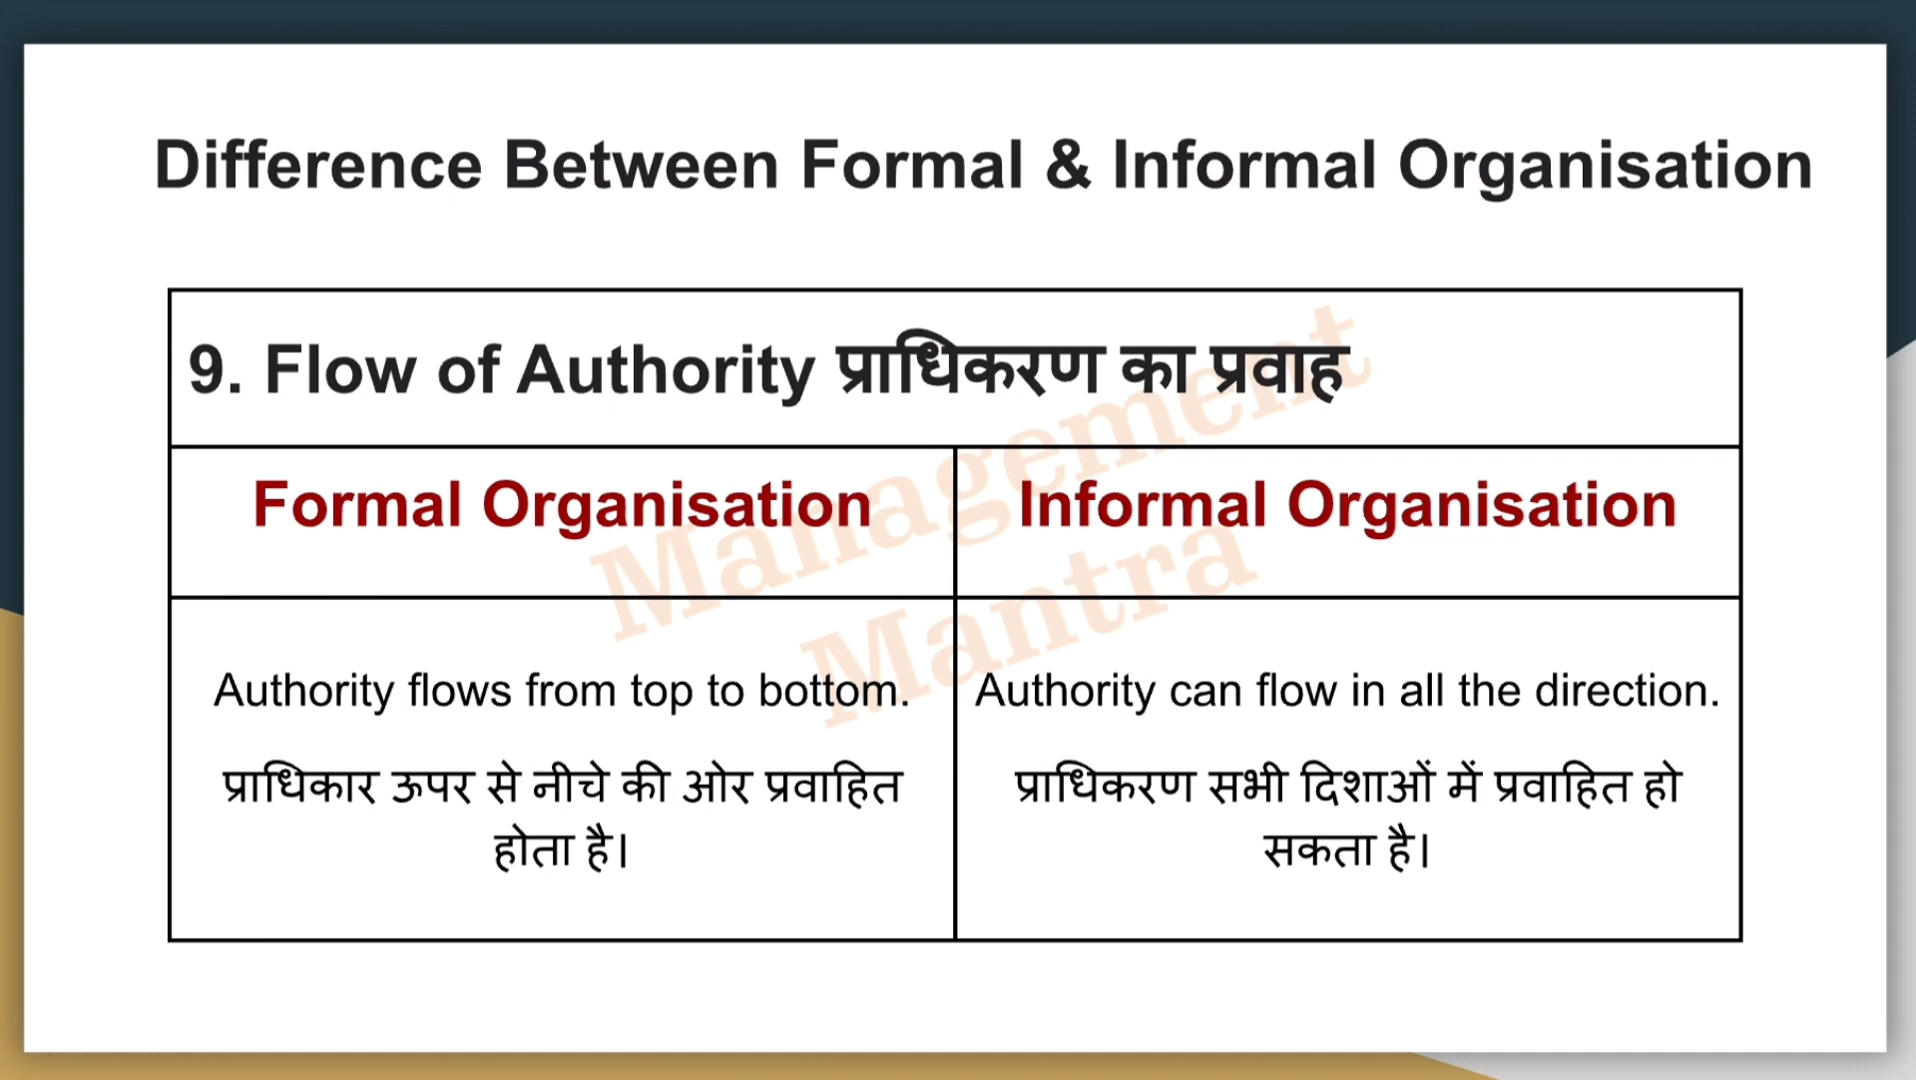 Difference Between Formal & Informal Organisation
9. Flow of Authority प्राधिकरण का प्रवाह
Formal Organisation
Informal Organisation
Authority flows from top to bottom.
प्राधिकार ऊपर से नीचे की ओर प्रवाहित
होता है।
Authority can flow in all the direction.
प्राधिकरण सभी दिशाओं में प्रवाहित हो
सकता है।
Management
Mantra